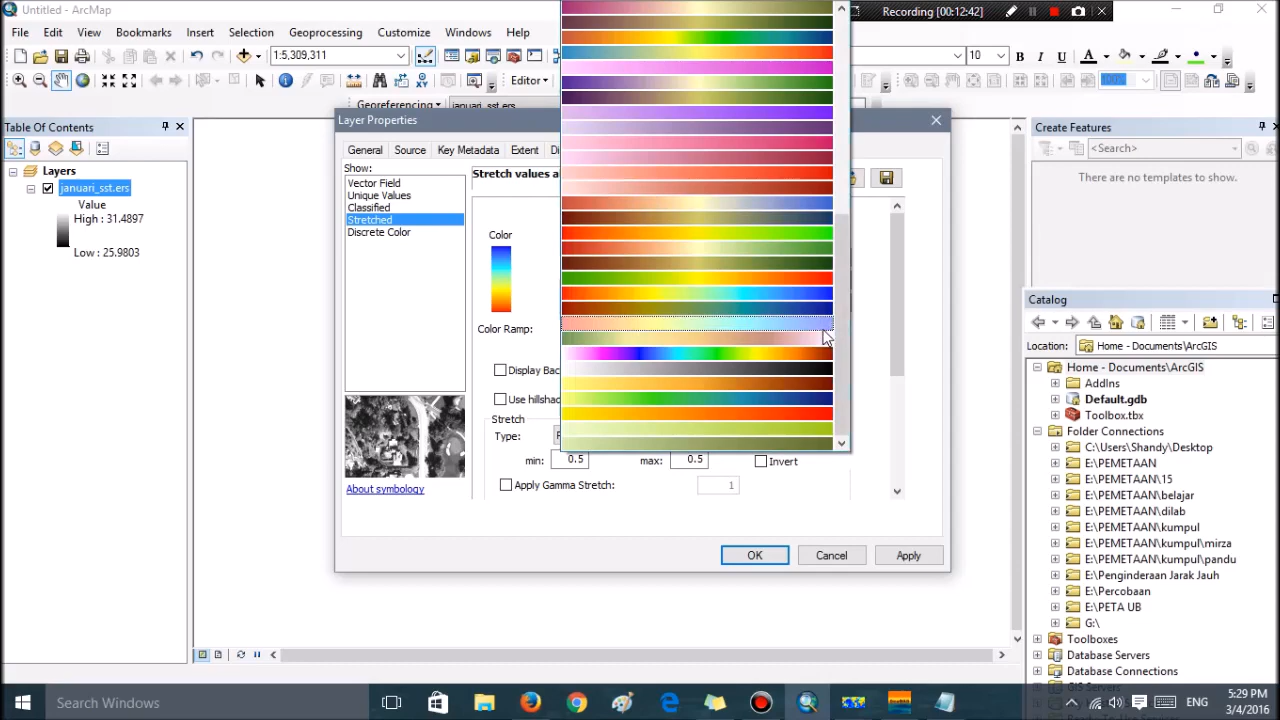 Untitled - ArcMap
Recording [00:12:42]
File Edit View Bookmarks Insert Selection Geoprocessing Customize Windows Help
1:5,309,311
10
B I U A
Editor
100%
Georeferencing januari_sst.ers
Table Of Contents
Layers
januari_sst.ers
Value
High : 31.4897
Low : 25.9803
Layer Properties
General Source Key Metadata Extent
Show:
Vector Field
Unique Values
Classified
Stretched
Discrete Color
About symbology
Stretch values a
Color
Color Ramp:
Display Bac
Use hillsha
Stretch
Type:
min: 0.5 max: 0.5 Invert
Apply Gamma Stretch: 1
OK Cancel Apply
Create Features
<Search>
There are no templates to show.
Catalog
Location: Home - Documents\ArcGIS
Home - Documents\ArcGIS
AddIns
Default.gdb
Toolbox.tbx
Folder Connections
C:\Users\Shandy\Desktop
E:\PEMETAAN
E:\PEMETAAN\15
E:\PEMETAAN\belajar
E:\PEMETAAN\dilab
E:\PEMETAAN\kumpul
E:\PEMETAAN\kumpul\mirza
E:\PEMETAAN\kumpul\pandu
E:\Penginderaan Jarak Jauh
E:\Percobaan
E:\PETA UB
G:\
Toolboxes
Database Servers
Database Connections
GIS Servers
Search Windows
ENG
5:29 PM
3/4/2016